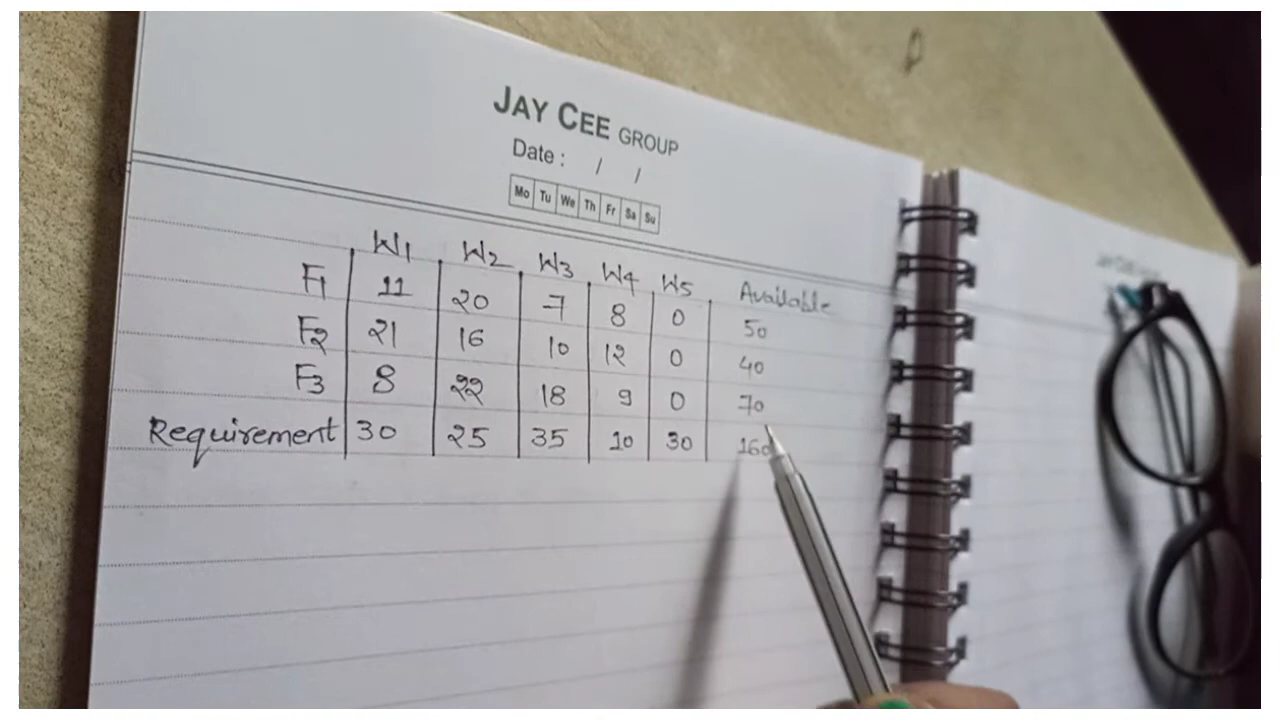 JAY CEE GROUP
Date : / /
Mo Tu We Th Fr Sa Su
W1 W2 W3 W4 W5 Available
F1 11 20 7 8 0 50
F2 21 16 10 12 0 40
F3 8 22 18 9 0 70
Requirement 30 25 35 10 30 160